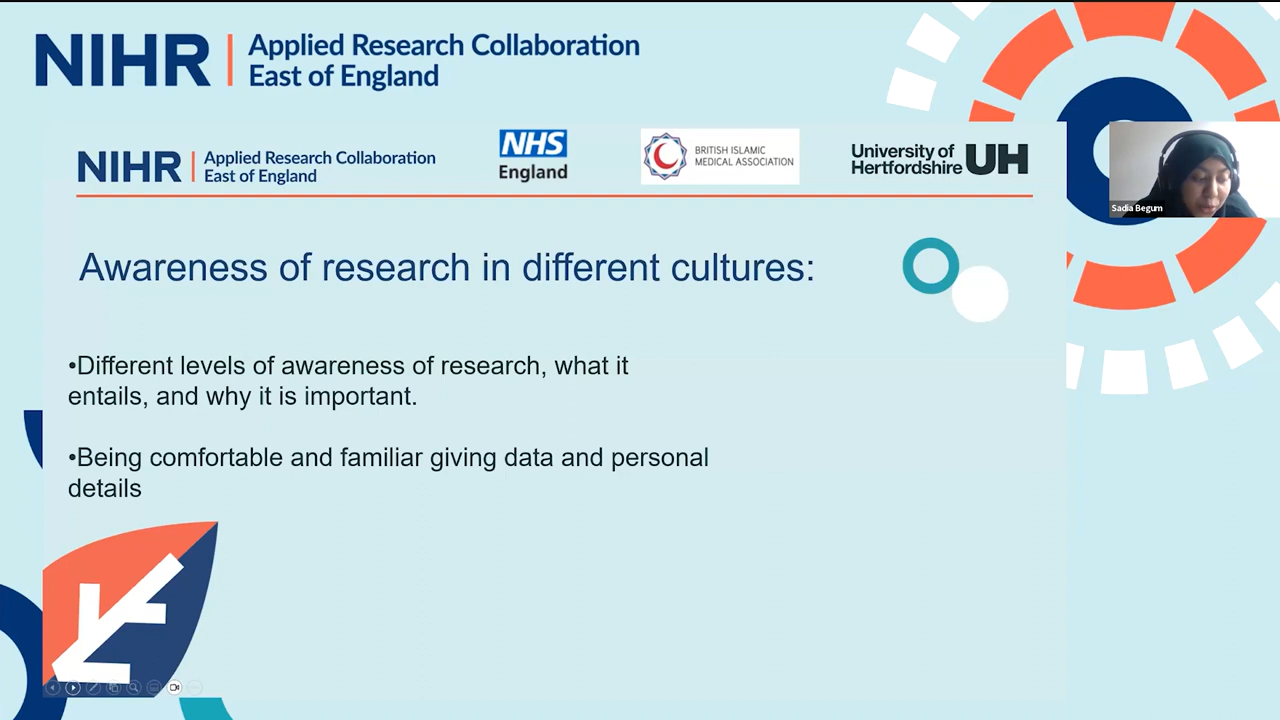 NIHR | Applied Research Collaboration
East of England
NIHR | Applied Research Collaboration
East of England
NHS
England
BRITISH ISLAMIC
MEDICAL ASSOCIATION
University of
Hertfordshire UH
Sadia Begum
Awareness of research in different cultures:
•Different levels of awareness of research, what it
entails, and why it is important.
•Being comfortable and familiar giving data and personal
details